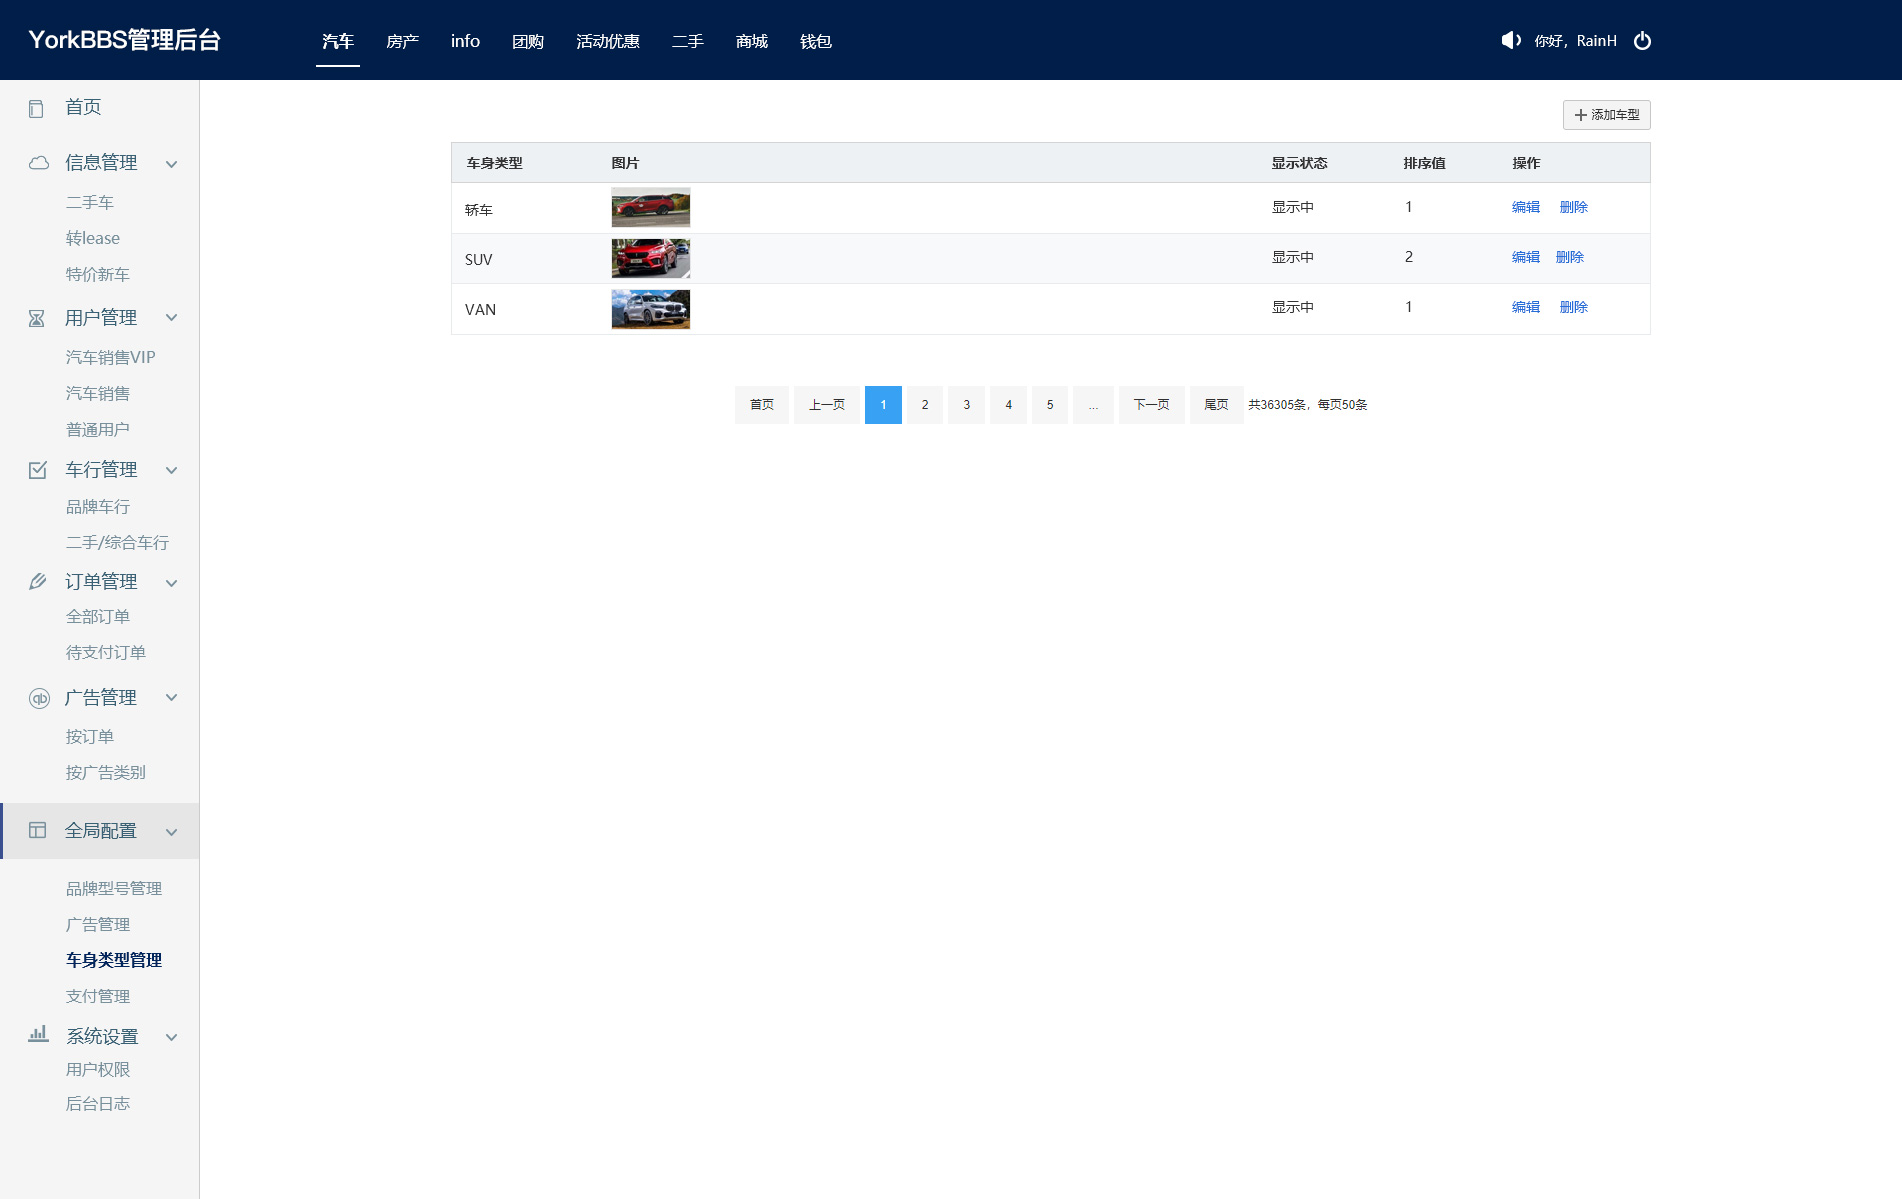 YorkBBS管理后台
汽车 房产 info 团购 活动优惠 二手 商城 钱包
你好，RainH
首页
信息管理
二手车
转lease
特价新车
用户管理
汽车销售VIP
汽车销售
普通用户
车行管理
品牌车行
二手/综合车行
订单管理
全部订单
待支付订单
广告管理
按订单
按广告类别
全局配置
品牌型号管理
广告管理
车身类型管理
支付管理
系统设置
用户权限
后台日志
添加车型
车身类型 图片 显示状态 排序值 操作
轿车 显示中 1 编辑 删除
SUV 显示中 2 编辑 删除
VAN 显示中 1 编辑 删除
首页 上一页 1 2 3 4 5 ... 下一页 尾页 共36305条，每页50条